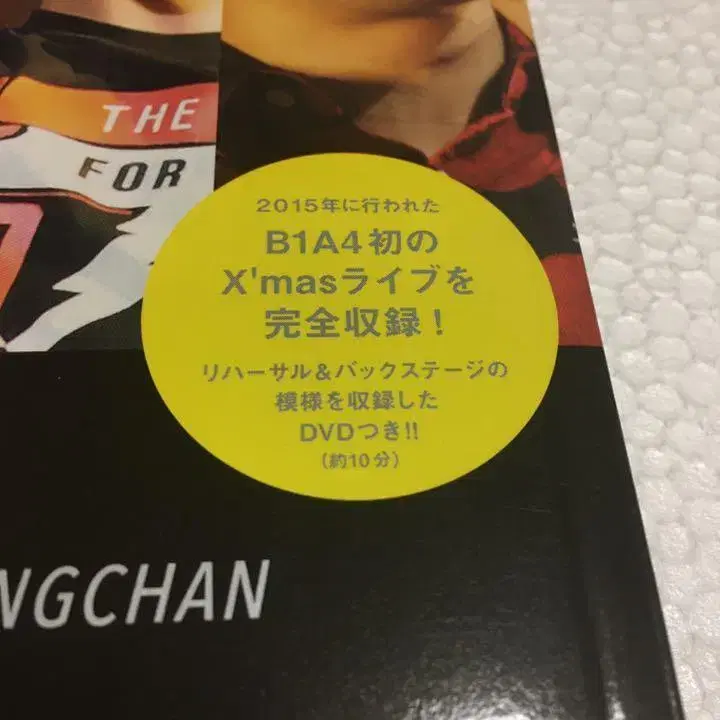 THE
FOR
2015年に行われた
B1A4初の
X'masライブを
完全収録！
リハーサル＆バックステージの
模様を収録した
DVDつき!!
（約10分）
NGCHAN